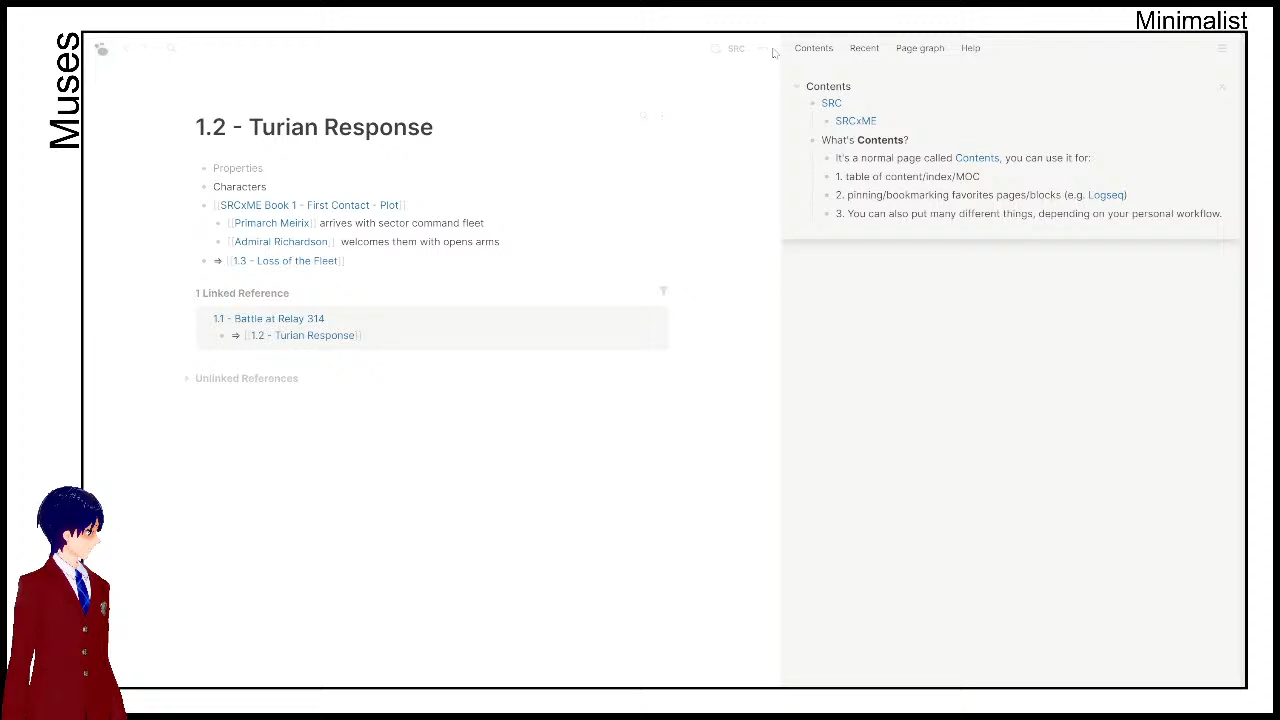 Minimalist
Muses
SRC
Contents Recent Page graph Help
1.2 - Turian Response
Properties
Characters
[[SRCxME Book 1 - First Contact - Plot]]
[[Primarch Meirix]] arrives with sector command fleet
[[Admiral Richardson]] welcomes them with opens arms
⇒ [[1.3 - Loss of the Fleet]]
1 Linked Reference
1.1 - Battle at Relay 314
⇒ [[1.2 - Turian Response]]
Unlinked References
Contents
SRC
SRCxME
What's Contents?
It's a normal page called Contents, you can use it for:
1. table of content/index/MOC
2. pinning/bookmarking favorites pages/blocks (e.g. Logseq)
3. You can also put many different things, depending on your personal workflow.